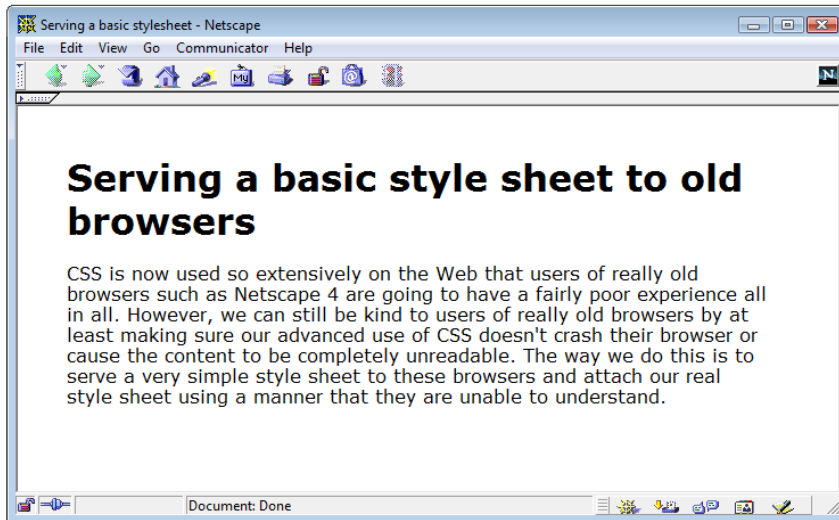 Serving a basic stylesheet - Netscape
File Edit View Go Communicator Help
My
N
Serving a basic style sheet to old
browsers
CSS is now used so extensively on the Web that users of really old
browsers such as Netscape 4 are going to have a fairly poor experience all
in all. However, we can still be kind to users of really old browsers by at
least making sure our advanced use of CSS doesn't crash their browser or
cause the content to be completely unreadable. The way we do this is to
serve a very simple style sheet to these browsers and attach our real
style sheet using a manner that they are unable to understand.
Document: Done